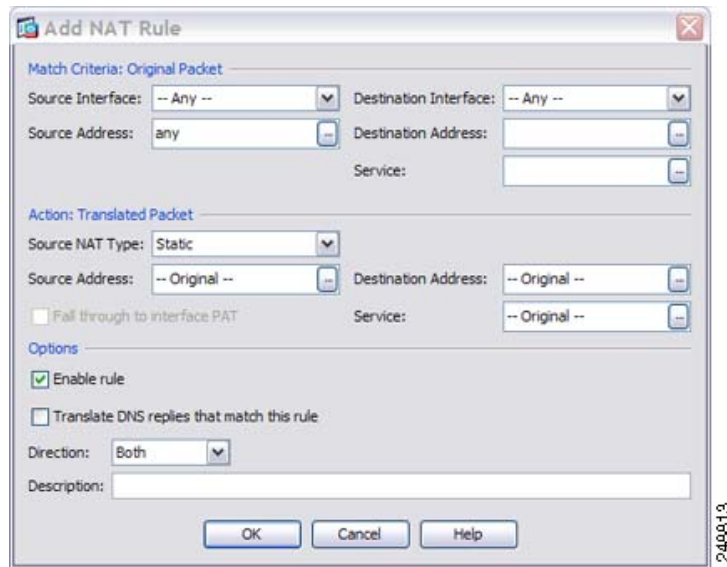 Add NAT Rule
Match Criteria: Original Packet
Source Interface: -- Any -- Destination Interface: -- Any --
Source Address: any ... Destination Address: ...
Service: ...
Action: Translated Packet
Source NAT Type: Static
Source Address: -- Original -- ... Destination Address: -- Original -- ...
Fall through to interface PAT Service: -- Original -- ...
Options
Enable rule
Translate DNS replies that match this rule
Direction: Both
Description:
OK Cancel Help
248813